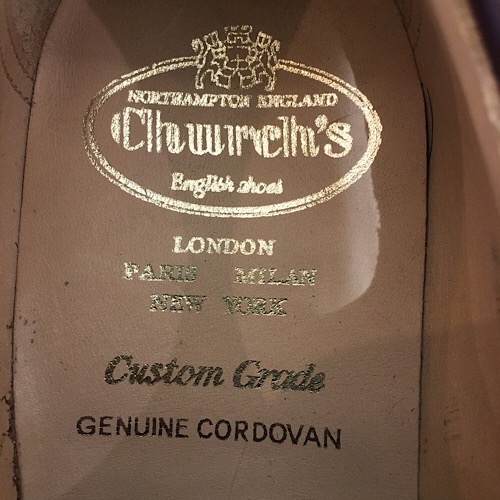 NORTHAMPTON ENGLAND
Church's
English shoes
LONDON
PARIS MILAN
NEW YORK
Custom Grade
GENUINE CORDOVAN